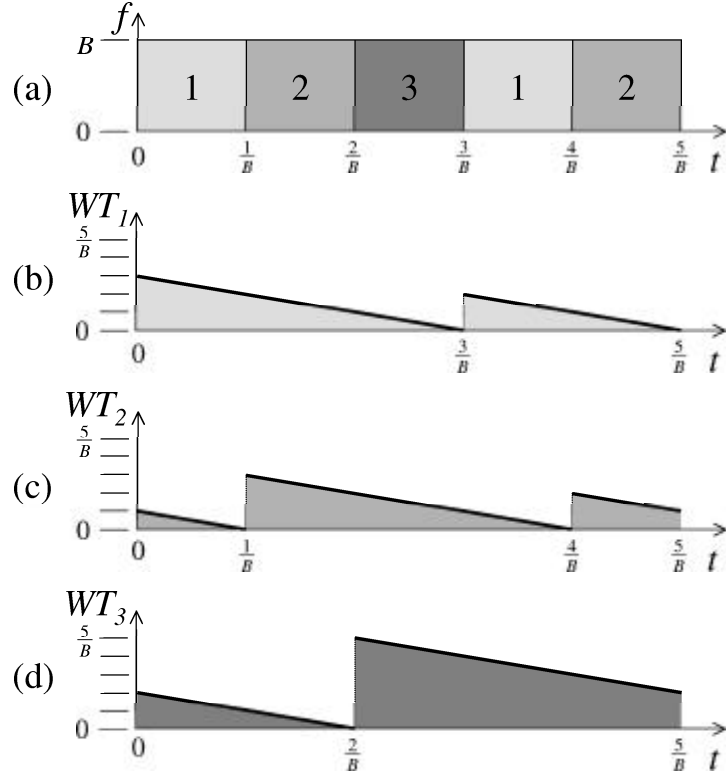 f
B
(a) 1 2 3 1 2
0
0 1/B 2/B 3/B 4/B 5/B t
WT₁
5/B
(b)
0
0 3/B 5/B t
WT₂
5/B
(c)
0
0 1/B 4/B 5/B t
WT₃
5/B
(d)
0
0 2/B 5/B t